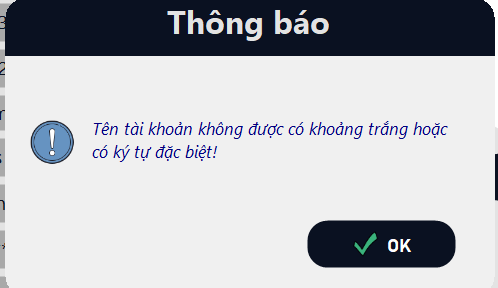 Thông báo
Tên tài khoản không được có khoảng trắng hoặc
có ký tự đặc biệt!
OK